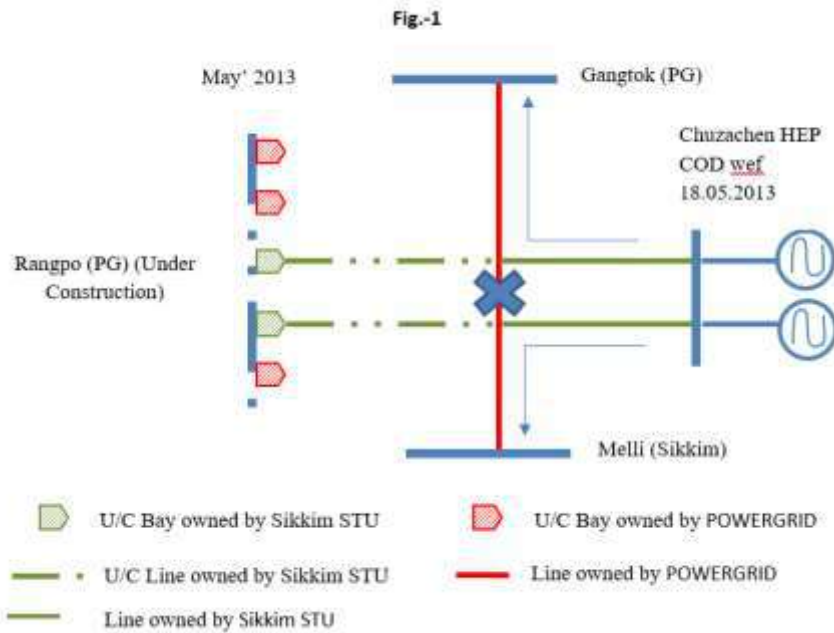 Fig.-1
May' 2013
Gangtok (PG)
Chuzachen HEP
COD wef
18.05.2013
Rangpo (PG) (Under
Construction)
Melli (Sikkim)
U/C Bay owned by Sikkim STU
U/C Bay owned by POWERGRID
U/C Line owned by Sikkim STU
Line owned by POWERGRID
Line owned by Sikkim STU